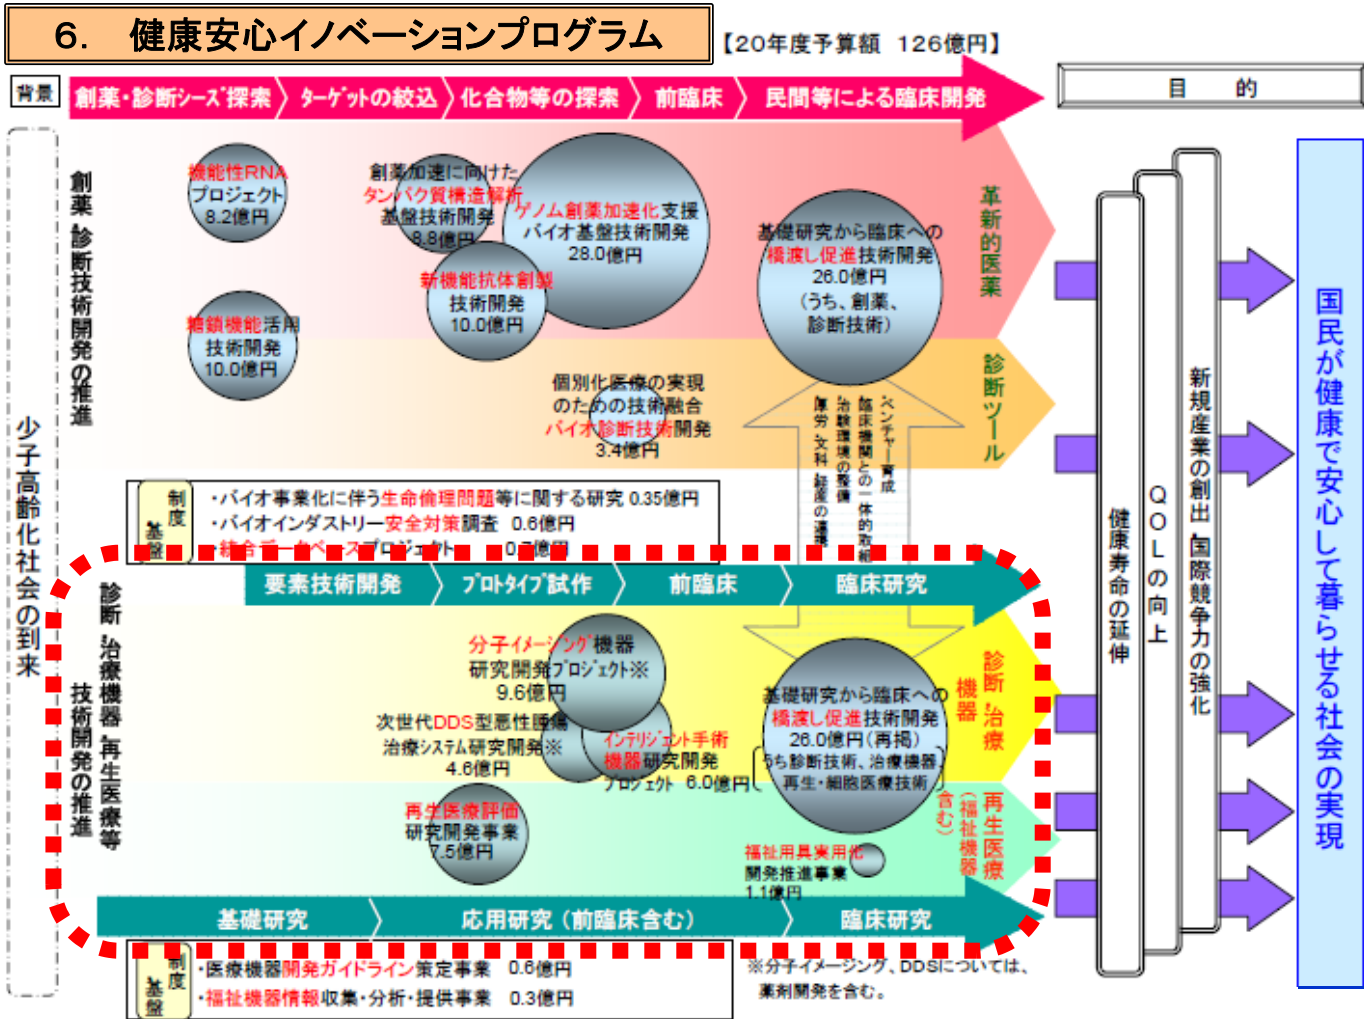 ６． 健康安心イノベーションプログラム
【20年度予算額 126億円】
背景
創薬・診断シーズ探索
ターゲットの絞込
化合物等の探索
前臨床
民間等による臨床開発
目 的
少子高齢化社会の到来
創薬・診断技術開発の推進
機能性RNA
プロジェクト
8.2億円
創薬加速に向けた
タンパク質構造解析
基盤技術開発
8.8億円
ゲノム創薬加速化支援
バイオ基盤技術開発
28.0億円
新機能抗体創製
技術開発
10.0億円
糖鎖機能活用
技術開発
10.0億円
個別化医療の実現
のための技術融合
バイオ診断技術開発
3.4億円
基礎研究から臨床への
橋渡し促進技術開発
26.0億円
（うち、創薬、
診断技術）
革新的医薬
診断ツール
ベンチャー育成
臨床機関との一体的取組
治験環境の整備
厚労・文科・経産の連携
制度
基盤
・バイオ事業化に伴う生命倫理問題等に関する研究 0.35億円
・バイオインダストリー安全対策調査 0.6億円
・統合データベースプロジェクト
診断・治療機器・再生医療等
技術開発の推進
要素技術開発
プロトタイプ試作
前臨床
臨床研究
分子イメージング機器
研究開発プロジェクト※
9.6億円
次世代DDS型悪性腫瘍
治療システム研究開発※
4.6億円
インテリジェント手術
機器研究開発
プロジェクト 6.0億円
基礎研究から臨床への
橋渡し促進技術開発
26.0億円（再掲）
うち診断技術、治療機器、
再生・細胞医療技術
再生医療評価
研究開発事業
7.5億円
福祉用具実用化
開発推進事業
1.1億円
診断・治療
機器
再生医療
（福祉機器
含む）
基礎研究
応用研究（前臨床含む）
臨床研究
制度
基盤
・医療機器開発ガイドライン策定事業 0.6億円
・福祉機器情報収集・分析・提供事業 0.3億円
※分子イメージング、DDSについては、
薬剤開発を含む。
健康寿命の延伸
QOLの向上
新規産業の創出・国際競争力の強化
国民が健康で安心して暮らせる社会の実現